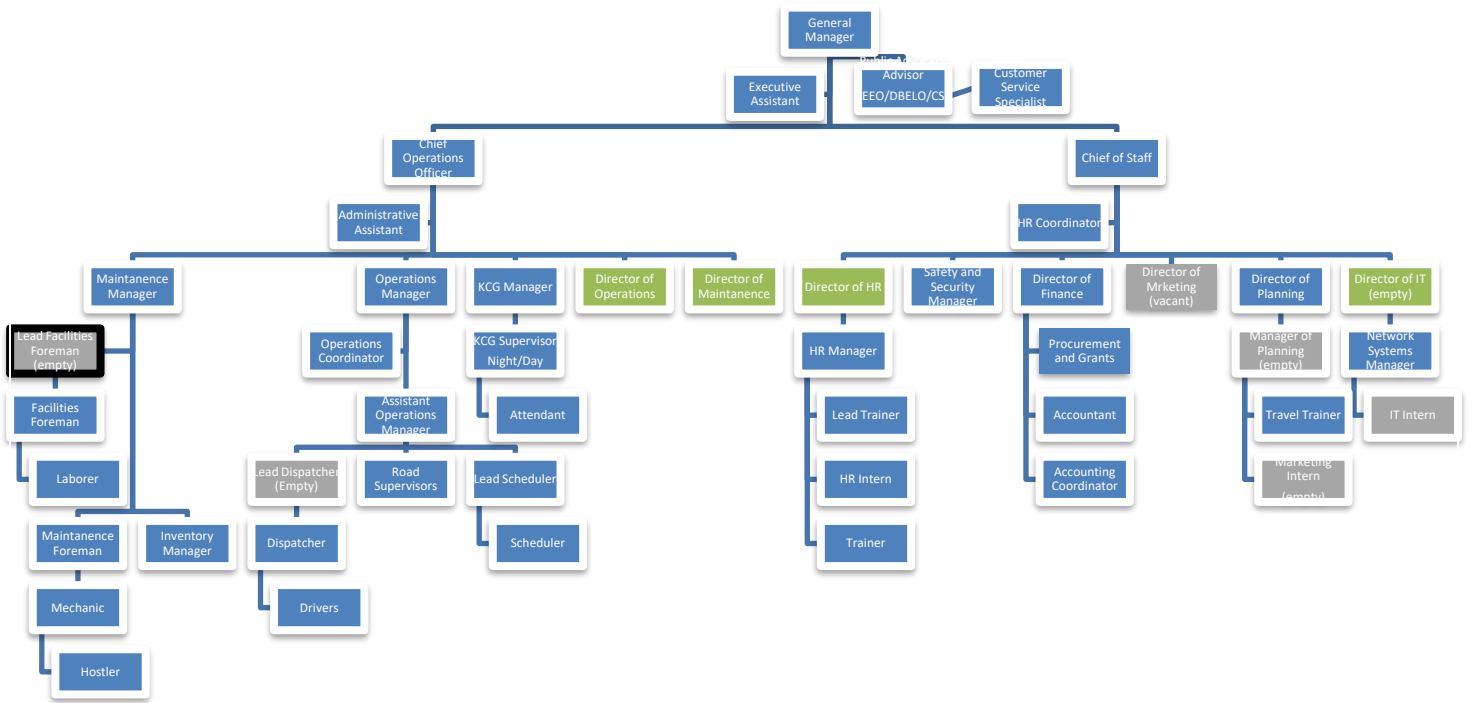 General
Manager
Executive
Assistant
Advisor
EEO/DBELO/CS
Customer
Service
Specialist
Chief
Operations
Officer
Chief of Staff
Administrative
Assistant
HR Coordinator
Maintanence
Manager
Operations
Manager
KCG Manager
Director of
Operations
Director of
Maintanence
Director of HR
Safety and
Security
Manager
Director of
Finance
Director of
Mrketing
(vacant)
Director of
Planning
Director of IT
(empty)
Lead Facilities
Foreman
(empty)
Operations
Coordinator
KCG Supervisor
Night/Day
HR Manager
Procurement
and Grants
Manager of
Planning
(empty)
Network
Systems
Manager
Facilities
Foreman
Assistant
Operations
Manager
Attendant
Lead Trainer
Accountant
Travel Trainer
IT Intern
Laborer
Lead Dispatcher
(Empty)
Road
Supervisors
Lead Scheduler
HR Intern
Accounting
Coordinator
Marketing
Intern
(empty)
Maintanence
Foreman
Inventory
Manager
Dispatcher
Scheduler
Trainer
Mechanic
Drivers
Hostler